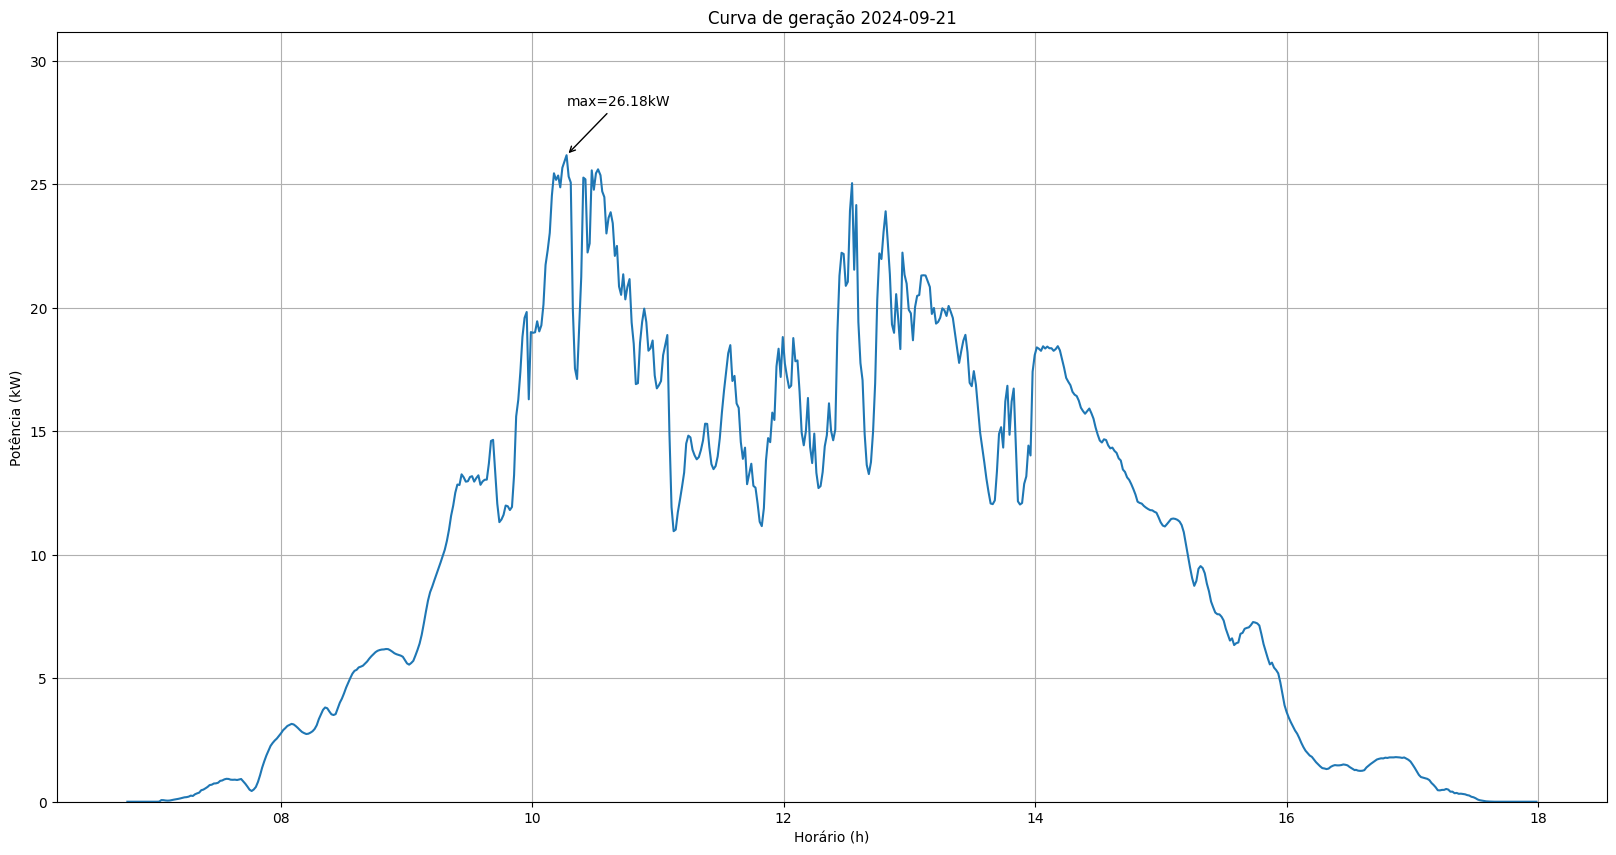 Curva de geração 2024-09-21
max=26.18kW
Potência (kW)
30
25
20
15
10
5
0
08 10 12 14 16 18
Horário (h)